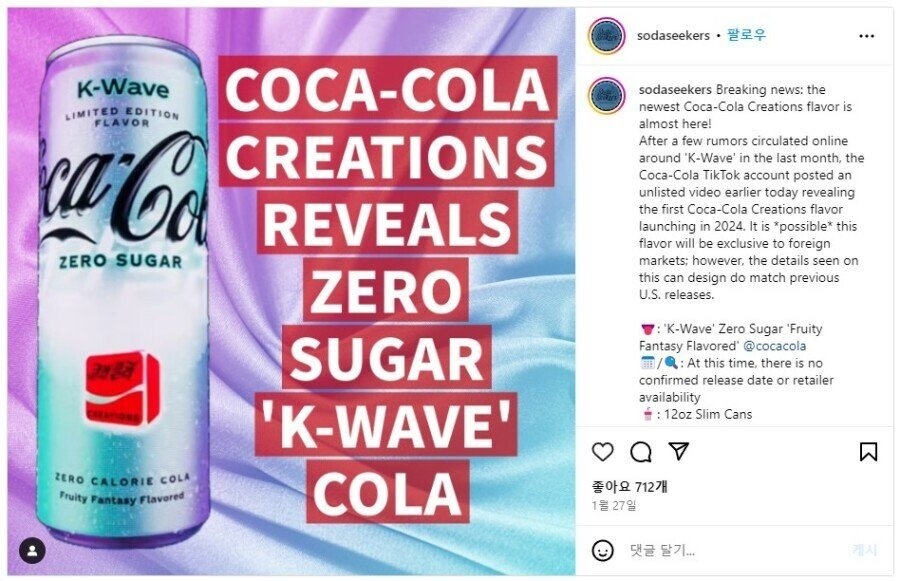 K-Wave
LIMITED EDITION
FLAVOR
Coca-Cola
ZERO SUGAR
CREATIONS
ZERO CALORIE COLA
Fruity Fantasy Flavored
COCA-COLA
CREATIONS
REVEALS
ZERO
SUGAR
'K-WAVE'
COLA
sodaseekers • 팔로우
sodaseekers Breaking news: the
newest Coca-Cola Creations flavor is
almost here!
After a few rumors circulated online
around 'K-Wave' in the last month, the
Coca-Cola TikTok account posted an
unlisted video earlier today revealing
the first Coca-Cola Creations flavor
launching in 2024. It is *possible* this
flavor will be exclusive to foreign
markets; however, the details seen on
this can design do match previous
U.S. releases.
👅: 'K-Wave' Zero Sugar 'Fruity
Fantasy Flavored' @cocacola
🗓️/🔍: At this time, there is no
confirmed release date or retailer
availability
🥤: 12oz Slim Cans
좋아요 712개
1월 27일
댓글 달기...
게시